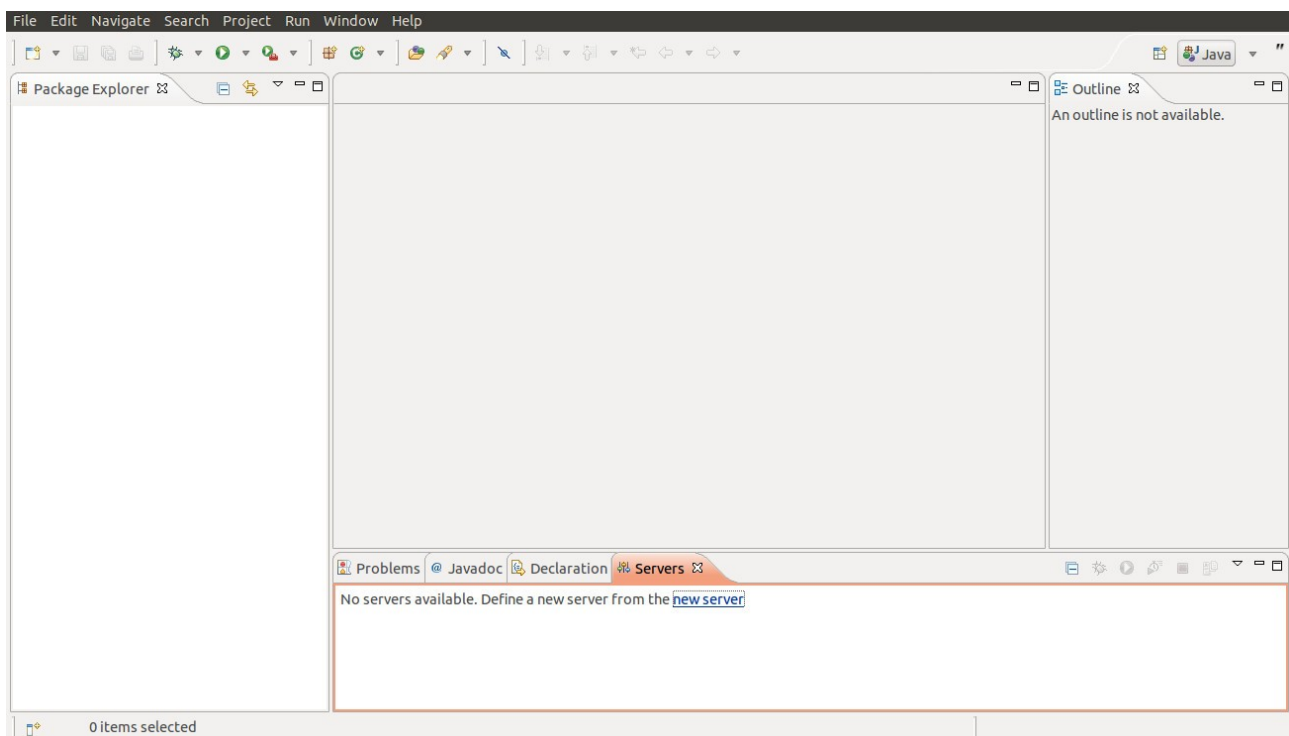 File Edit Navigate Search Project Run Window Help
Java "
Package Explorer
Outline
An outline is not available.
Problems @ Javadoc Declaration Servers
No servers available. Define a new server from the new server
0 items selected